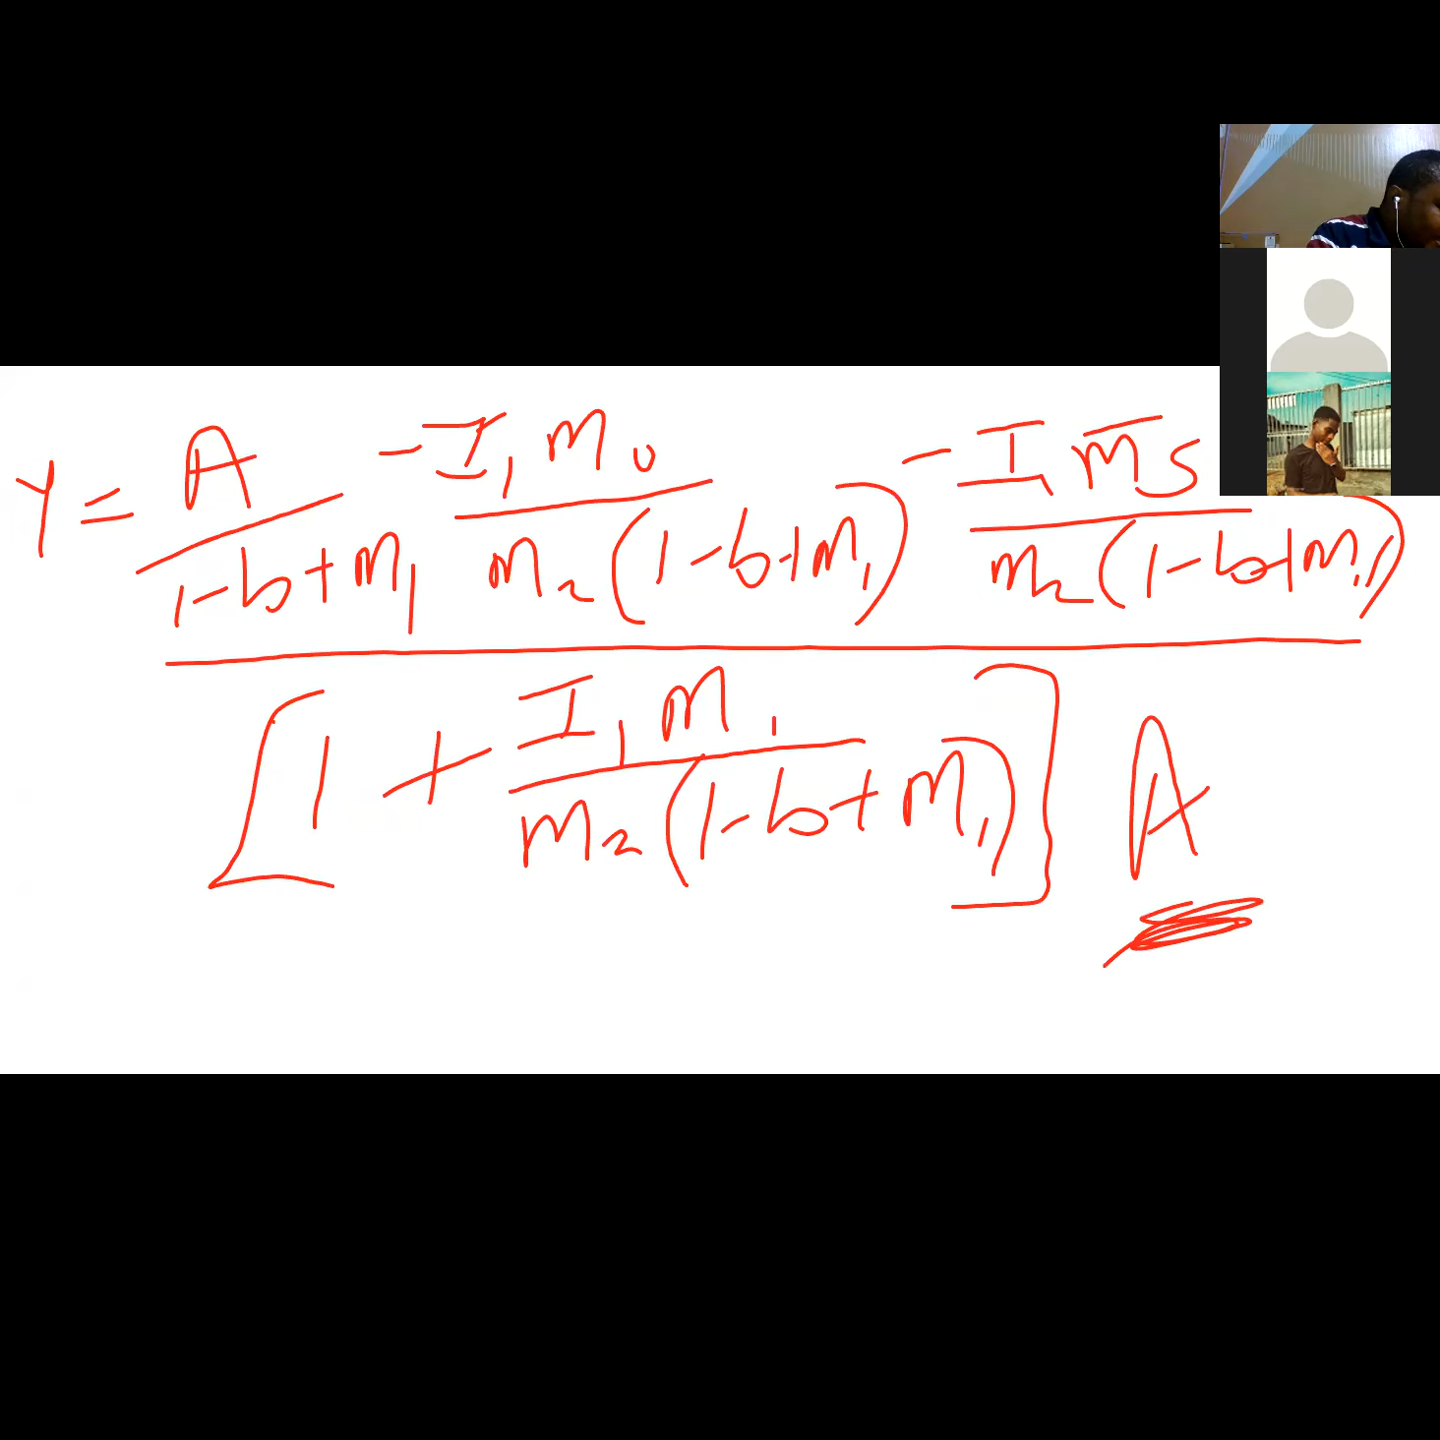 Y = A/(1-b+m₁) - I₁m₀/(m₂(1-b+m₁)) - I₁m̅s/(m₂(1-b+m₁))
[1 + I₁m₁/(m₂(1-b+m₁))] A